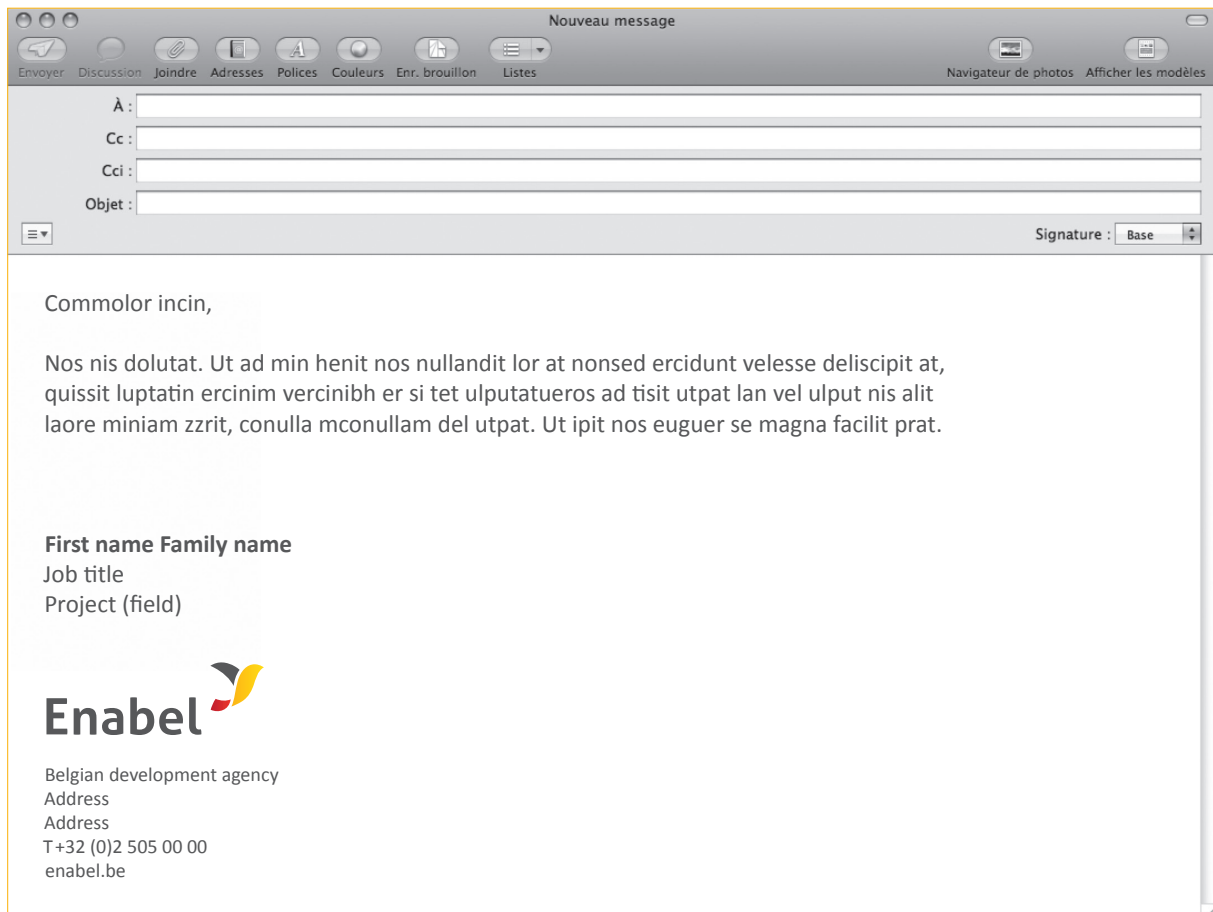 Nouveau message
Envoyer Discussion Joindre Adresses Polices Couleurs Enr. brouillon Listes Navigateur de photos Afficher les modèles
À :
Cc :
Cci :
Objet :
Signature : Base
Commolor incin,
Nos nis dolutat. Ut ad min henit nos nullandit lor at nonsed ercidunt velesse deliscipit at,
quissit luptatin ercinim vercinibh er si tet ulputatueros ad tisit utpat lan vel ulput nis alit
laore miniam zzrit, conulla mconullam del utpat. Ut ipit nos euguer se magna facilit prat.
First name Family name
Job title
Project (field)
Enabel
Belgian development agency
Address
Address
T +32 (0)2 505 00 00
enabel.be